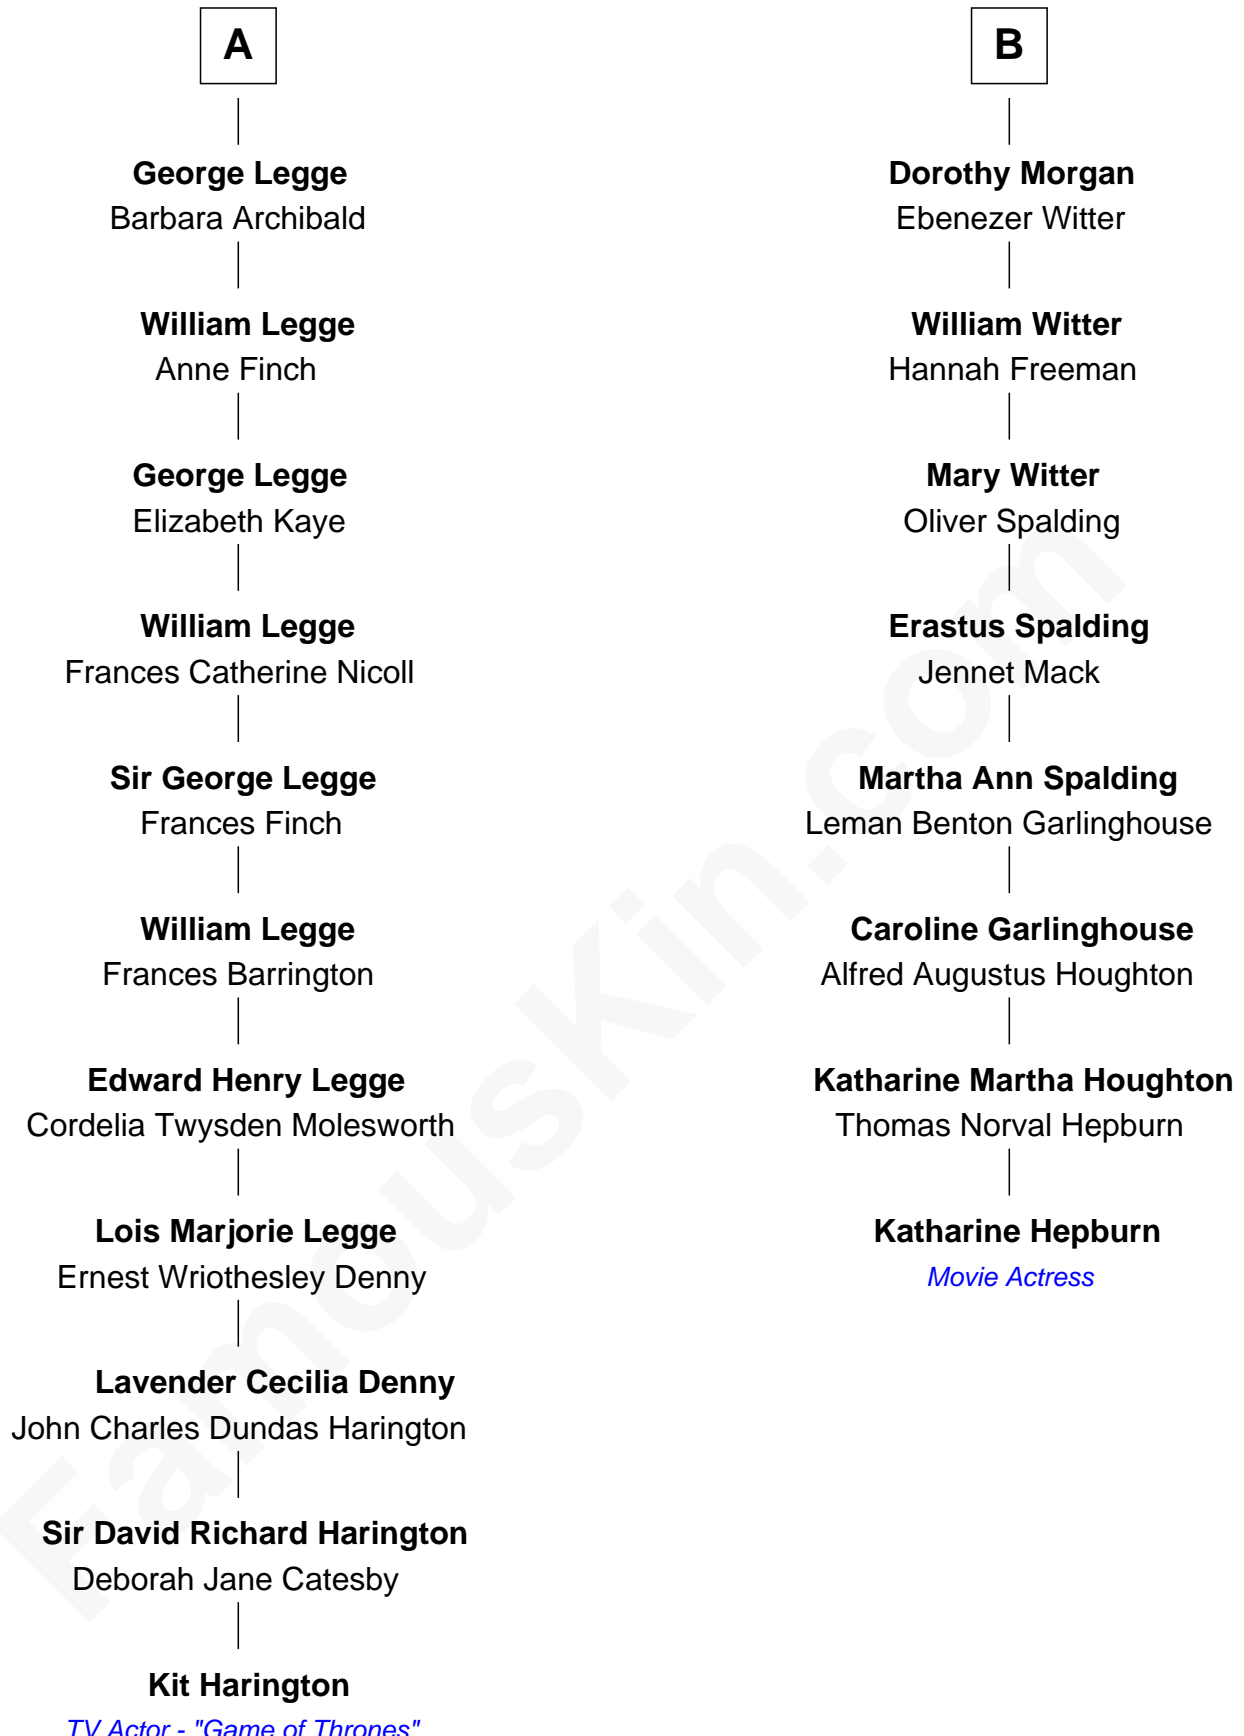 A
George Legge
Barbara Archibald
William Legge
Anne Finch
George Legge
Elizabeth Kaye
William Legge
Frances Catherine Nicoll
Sir George Legge
Frances Finch
William Legge
Frances Barrington
Edward Henry Legge
Cordelia Twysden Molesworth
Lois Marjorie Legge
Ernest Wriothesley Denny
Lavender Cecilia Denny
John Charles Dundas Harington
Sir David Richard Harington
Deborah Jane Catesby
Kit Harington
TV Actor - "Game of Thrones"
B
Dorothy Morgan
Ebenezer Witter
William Witter
Hannah Freeman
Mary Witter
Oliver Spalding
Erastus Spalding
Jennet Mack
Martha Ann Spalding
Leman Benton Garlinghouse
Caroline Garlinghouse
Alfred Augustus Houghton
Katharine Martha Houghton
Thomas Norval Hepburn
Katharine Hepburn
Movie Actress
FamousKin.com